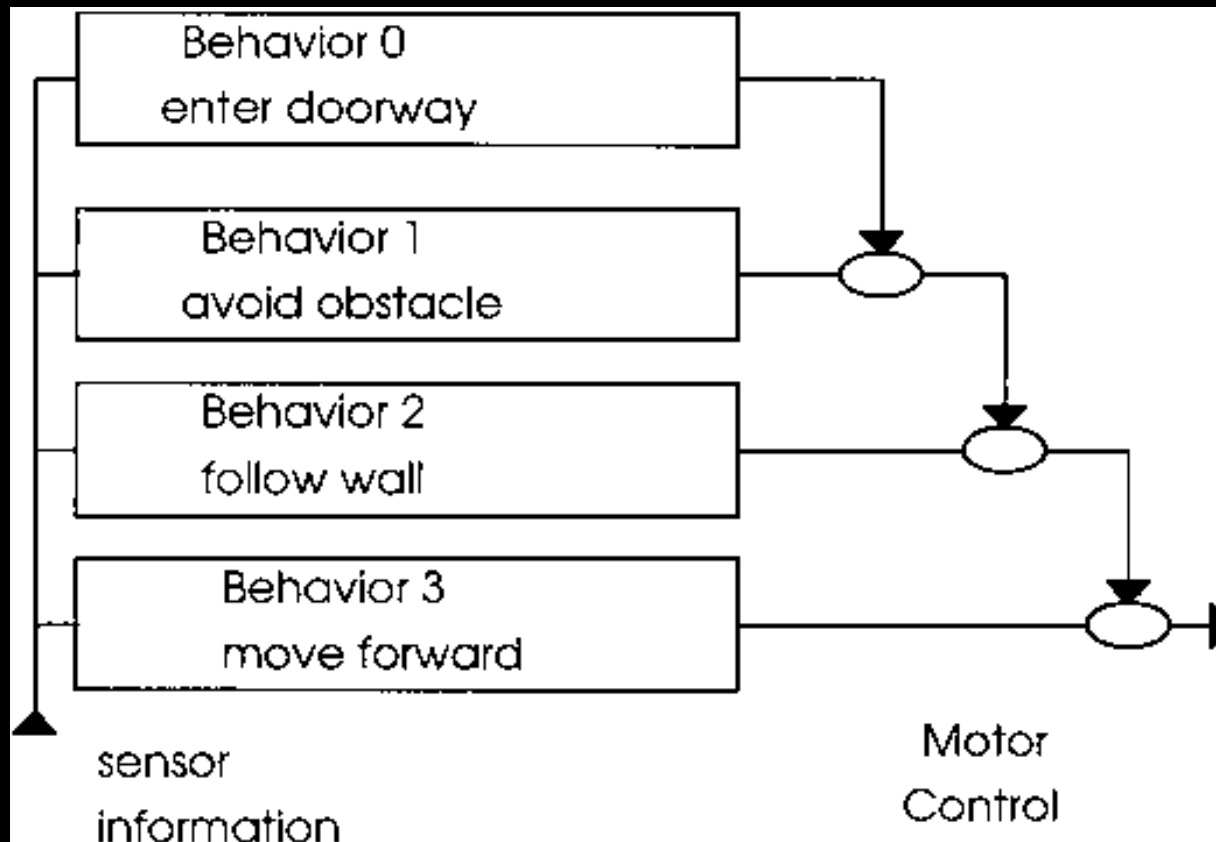 Behavior 0
enter doorway
Behavior 1
avoid obstacle
Behavior 2
follow wall
Behavior 3
move forward
sensor
information
Motor
Control